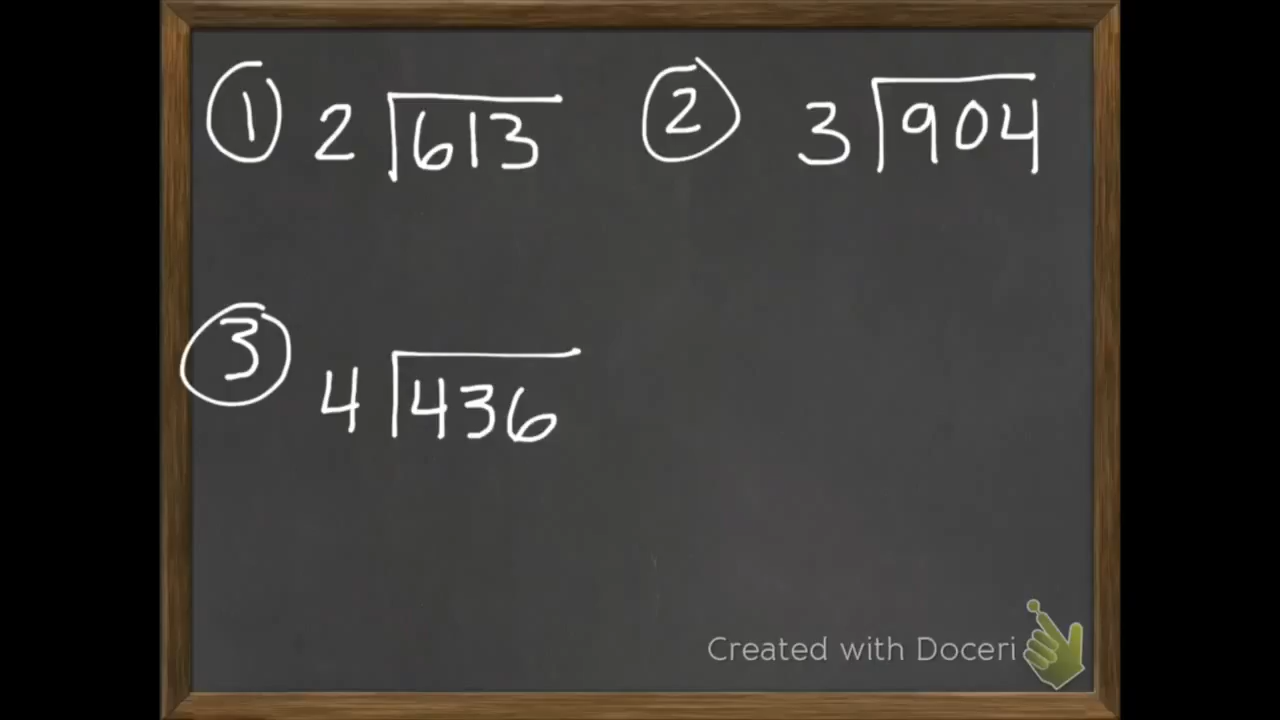 ① 2 ⟌613
② 3 ⟌904
③ 4 ⟌436
Created with Doceri